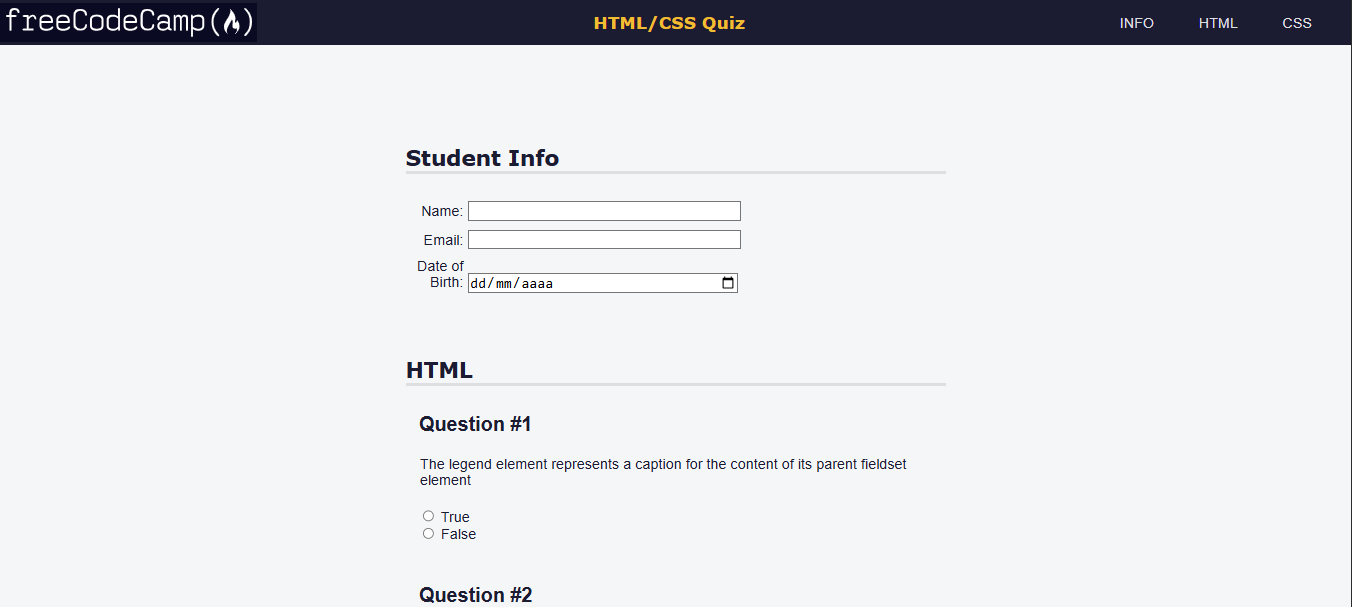 freeCodeCamp(🔥)
HTML/CSS Quiz
INFO
HTML
CSS
Student Info
Name:
Email:
Date of
Birth:
dd/mm/aaaa
HTML
Question #1
The legend element represents a caption for the content of its parent fieldset
element
True
False
Question #2